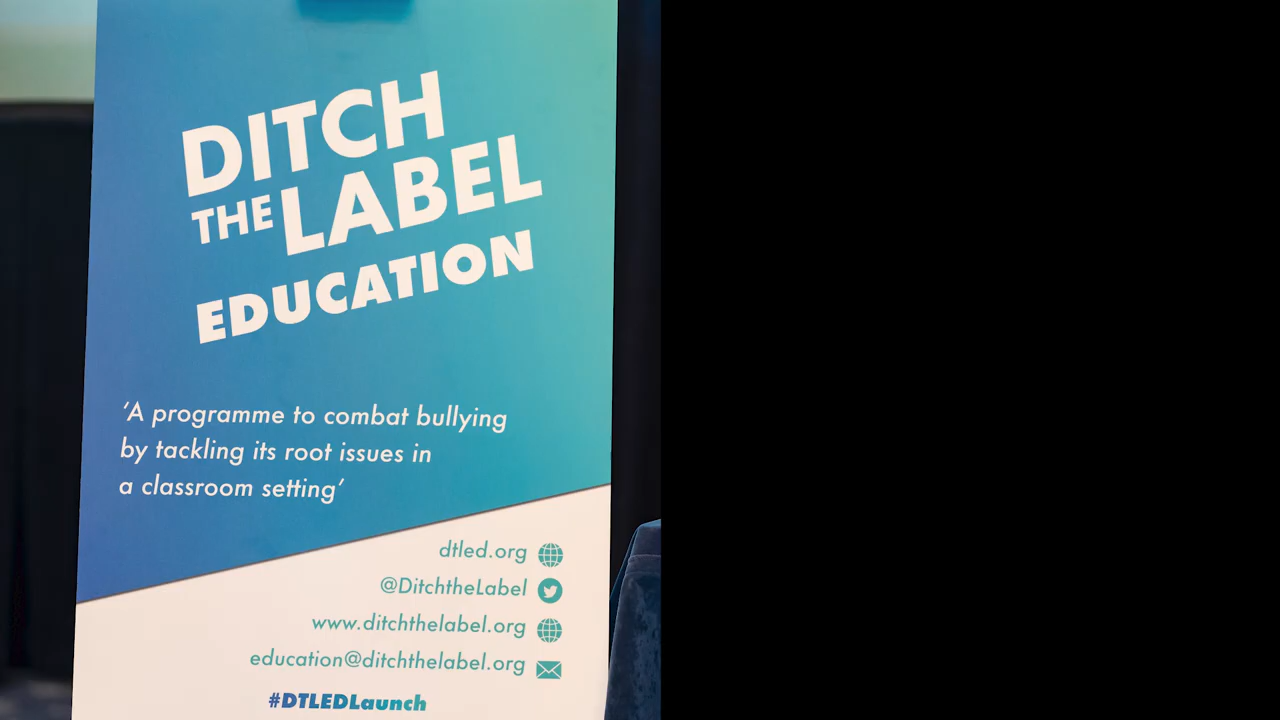 DITCH
THE LABEL
EDUCATION
‘A programme to combat bullying
by tackling its root issues in
a classroom setting’
dtled.org
@DitchtheLabel
www.ditchthelabel.org
education@ditchthelabel.org
#DTLEDLaunch